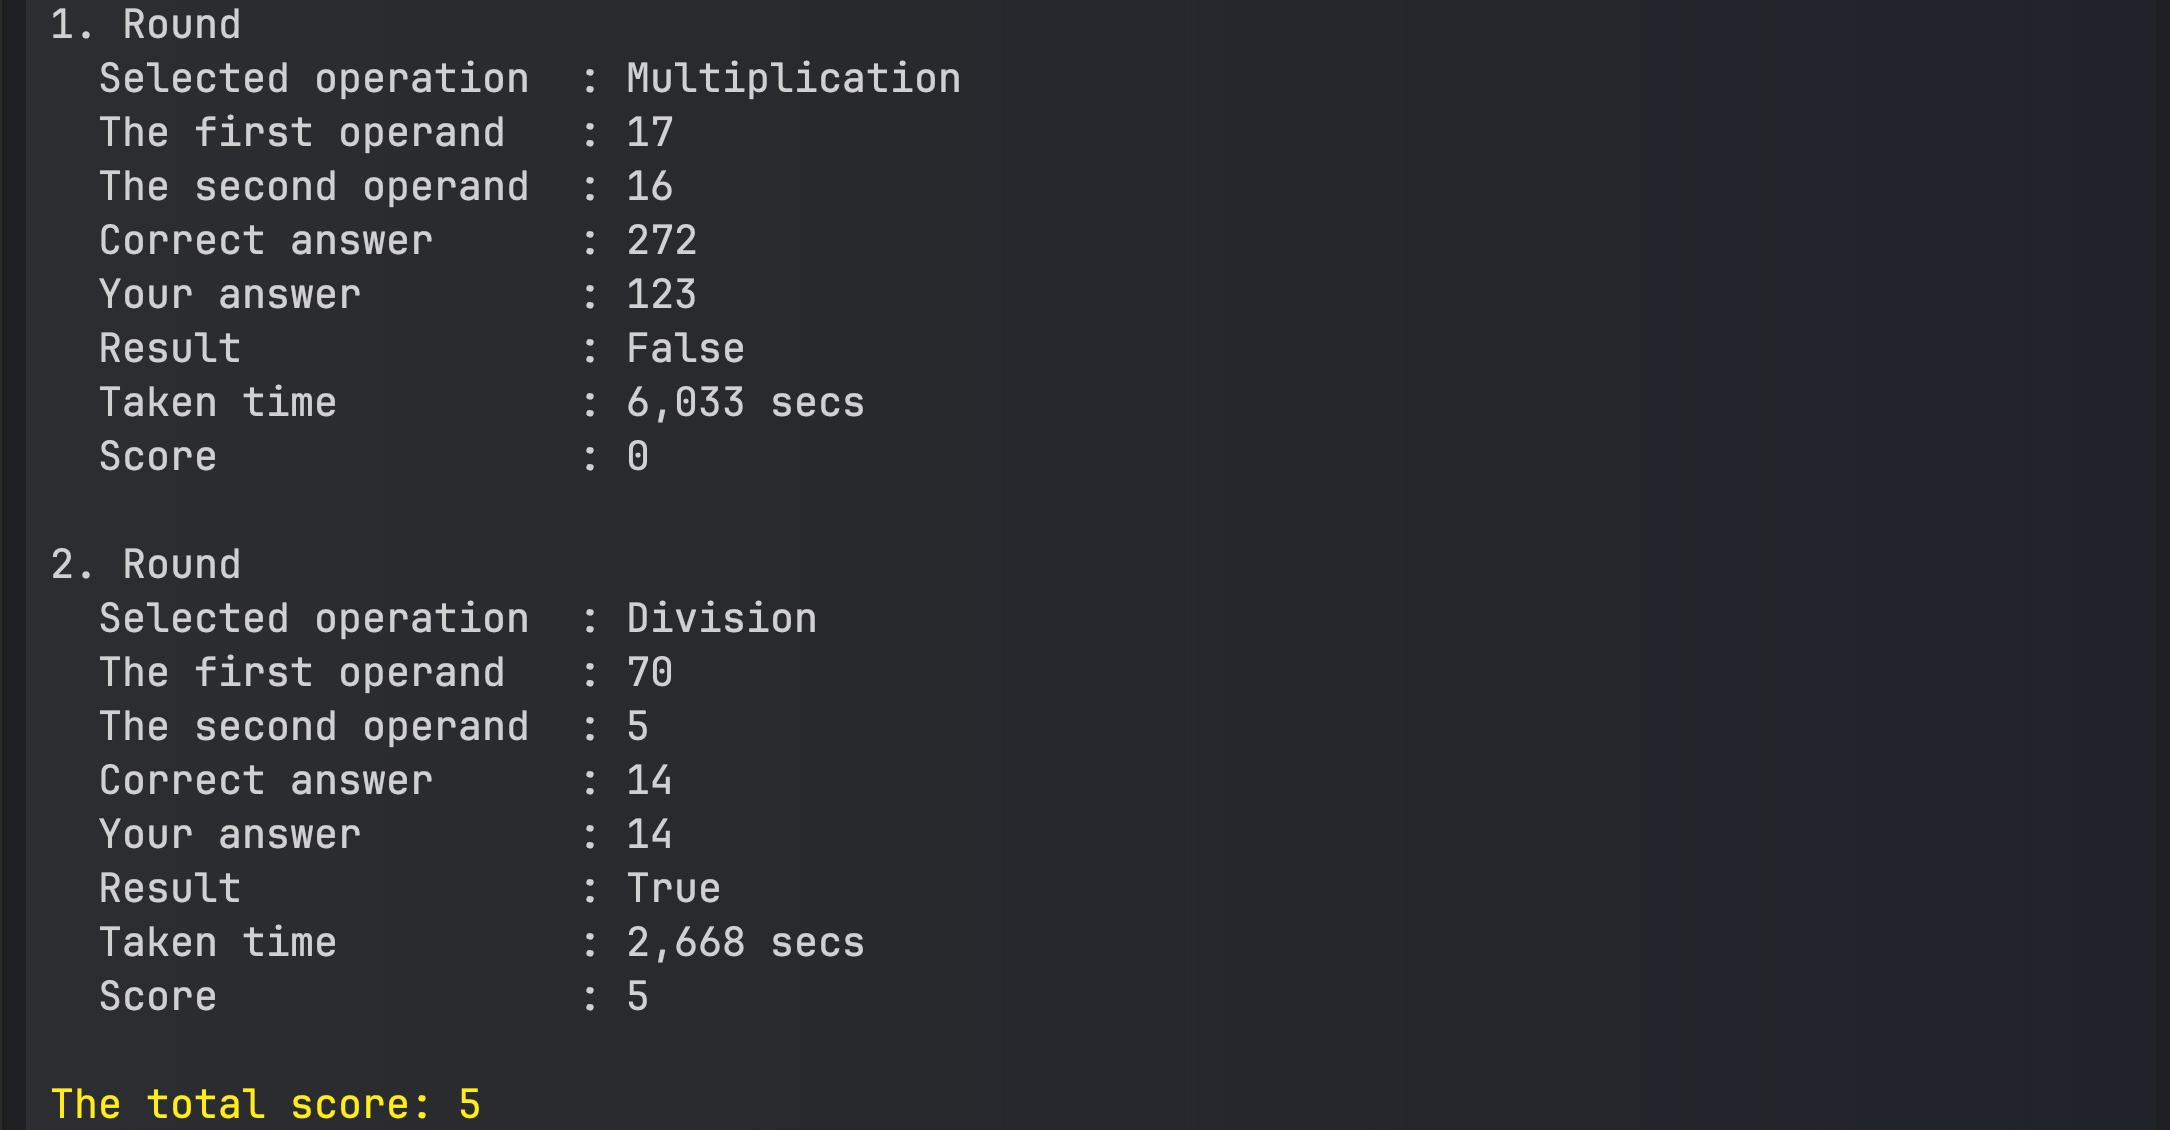 1. Round
  Selected operation  : Multiplication
  The first operand   : 17
  The second operand  : 16
  Correct answer      : 272
  Your answer         : 123
  Result              : False
  Taken time          : 6,033 secs
  Score               : 0

2. Round
  Selected operation  : Division
  The first operand   : 70
  The second operand  : 5
  Correct answer      : 14
  Your answer         : 14
  Result              : True
  Taken time          : 2,668 secs
  Score               : 5

The total score: 5